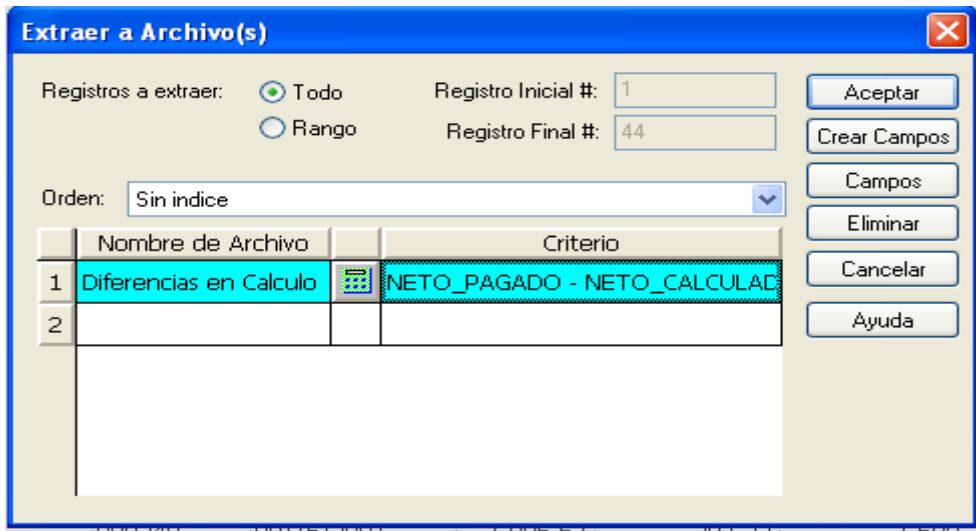 Extraer a Archivo(s)
Registros a extraer: Todo Registro Inicial #: 1 Aceptar
Rango Registro Final #: 44 Crear Campos
Campos
Orden: Sin indice
Eliminar
Nombre de Archivo Criterio
Cancelar
1 Diferencias en Calculo NETO_PAGADO - NETO_CALCULAD
2 Ayuda